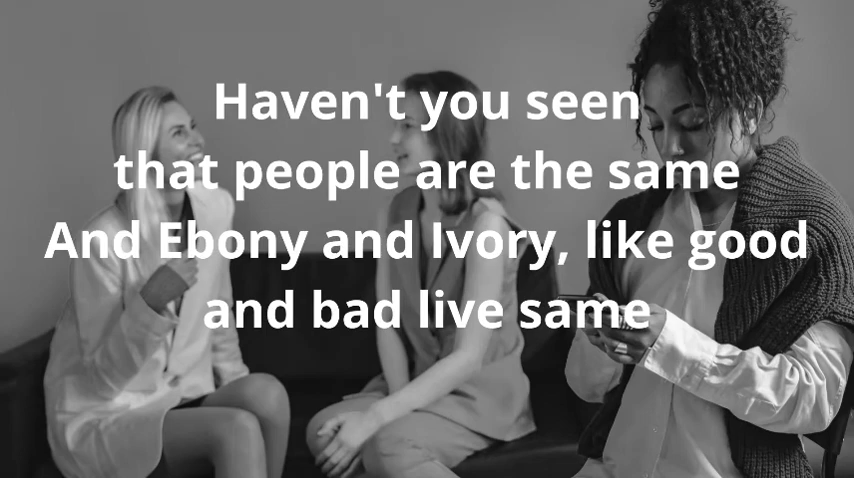 Haven't you seen
that people are the same
And Ebony and Ivory, like good
and bad live same